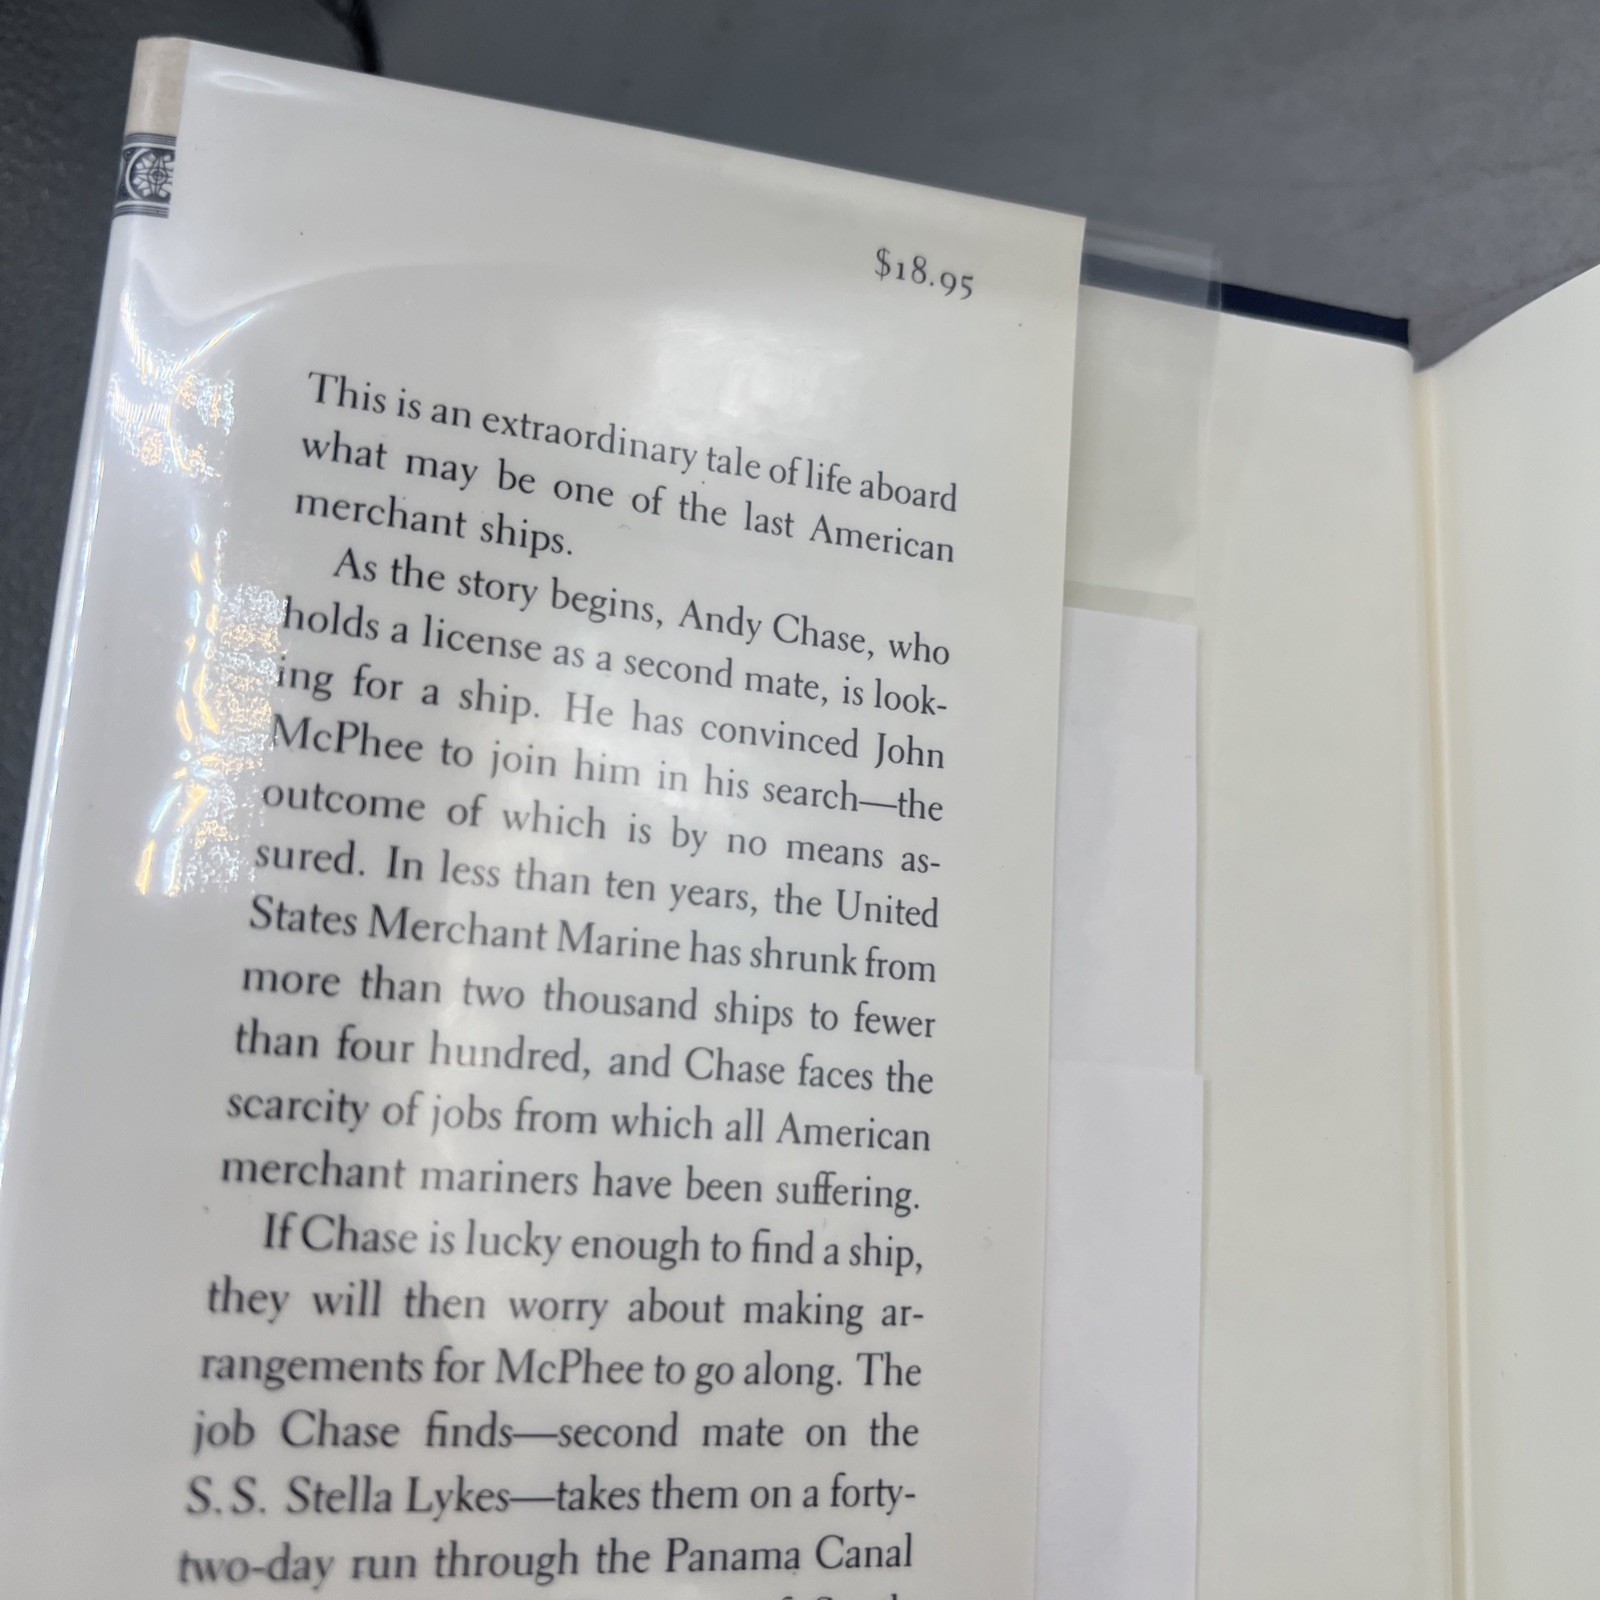 $18.95
This is an extraordinary tale of life aboard
what may be one of the last American
merchant ships.
As the story begins, Andy Chase, who
holds a license as a second mate, is look-
ing for a ship. He has convinced John
McPhee to join him in his search—the
outcome of which is by no means as-
sured. In less than ten years, the United
States Merchant Marine has shrunk from
more than two thousand ships to fewer
than four hundred, and Chase faces the
scarcity of jobs from which all American
merchant mariners have been suffering.
If Chase is lucky enough to find a ship,
they will then worry about making ar-
rangements for McPhee to go along. The
job Chase finds—second mate on the
S.S. Stella Lykes—takes them on a forty-
two-day run through the Panama Canal